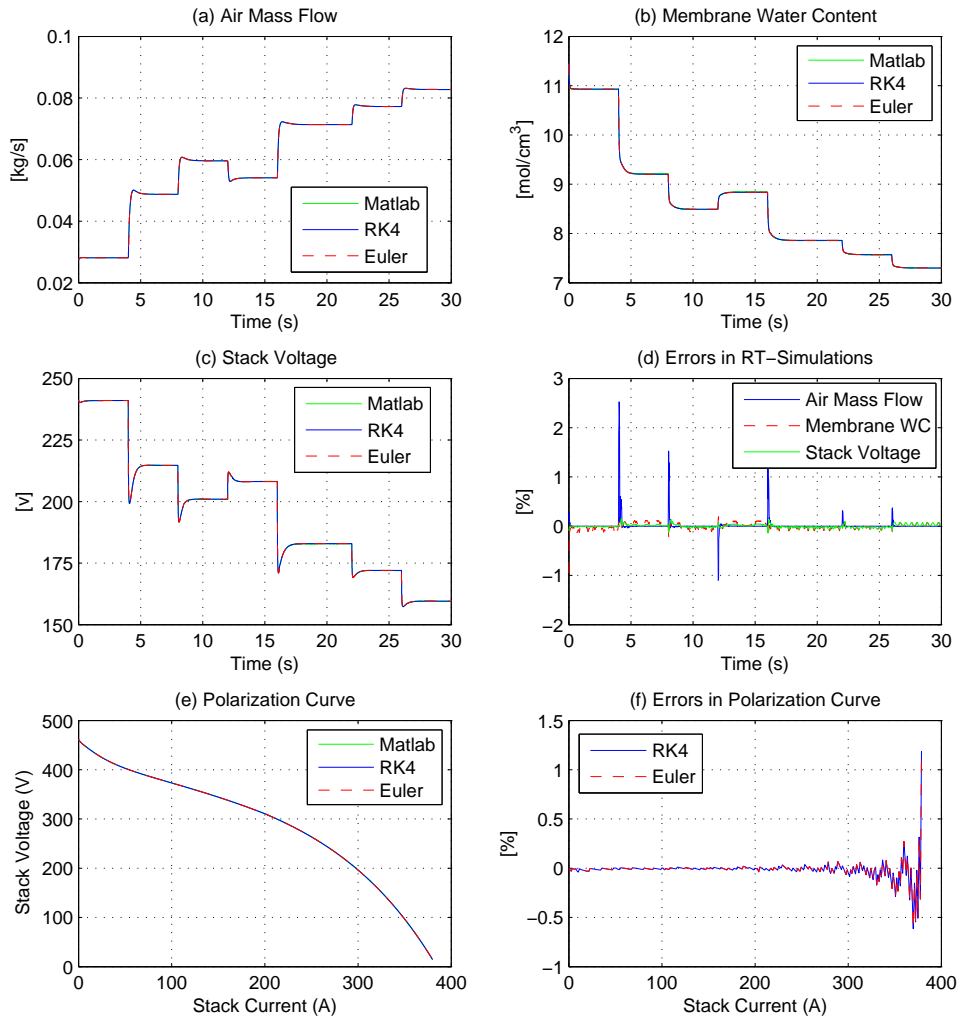 (a) Air Mass Flow
0.1
0.08
0.06
0.04
0.02
[kg/s]
0 5 10 15 20 25 30
Time (s)
Matlab
RK4
Euler
(b) Membrane Water Content
12
11
10
9
8
7
[mol/cm³]
0 5 10 15 20 25 30
Time (s)
Matlab
RK4
Euler
(c) Stack Voltage
250
225
200
175
150
[v]
0 5 10 15 20 25 30
Time (s)
Matlab
RK4
Euler
(d) Errors in RT−Simulations
3
2
1
0
−1
−2
[%]
0 5 10 15 20 25 30
Time (s)
Air Mass Flow
Membrane WC
Stack Voltage
(e) Polarization Curve
500
400
300
200
100
0
Stack Voltage (V)
0 100 200 300 400
Stack Current (A)
Matlab
RK4
Euler
(f) Errors in Polarization Curve
1.5
1
0.5
0
−0.5
−1
[%]
0 100 200 300 400
Stack Current (A)
RK4
Euler